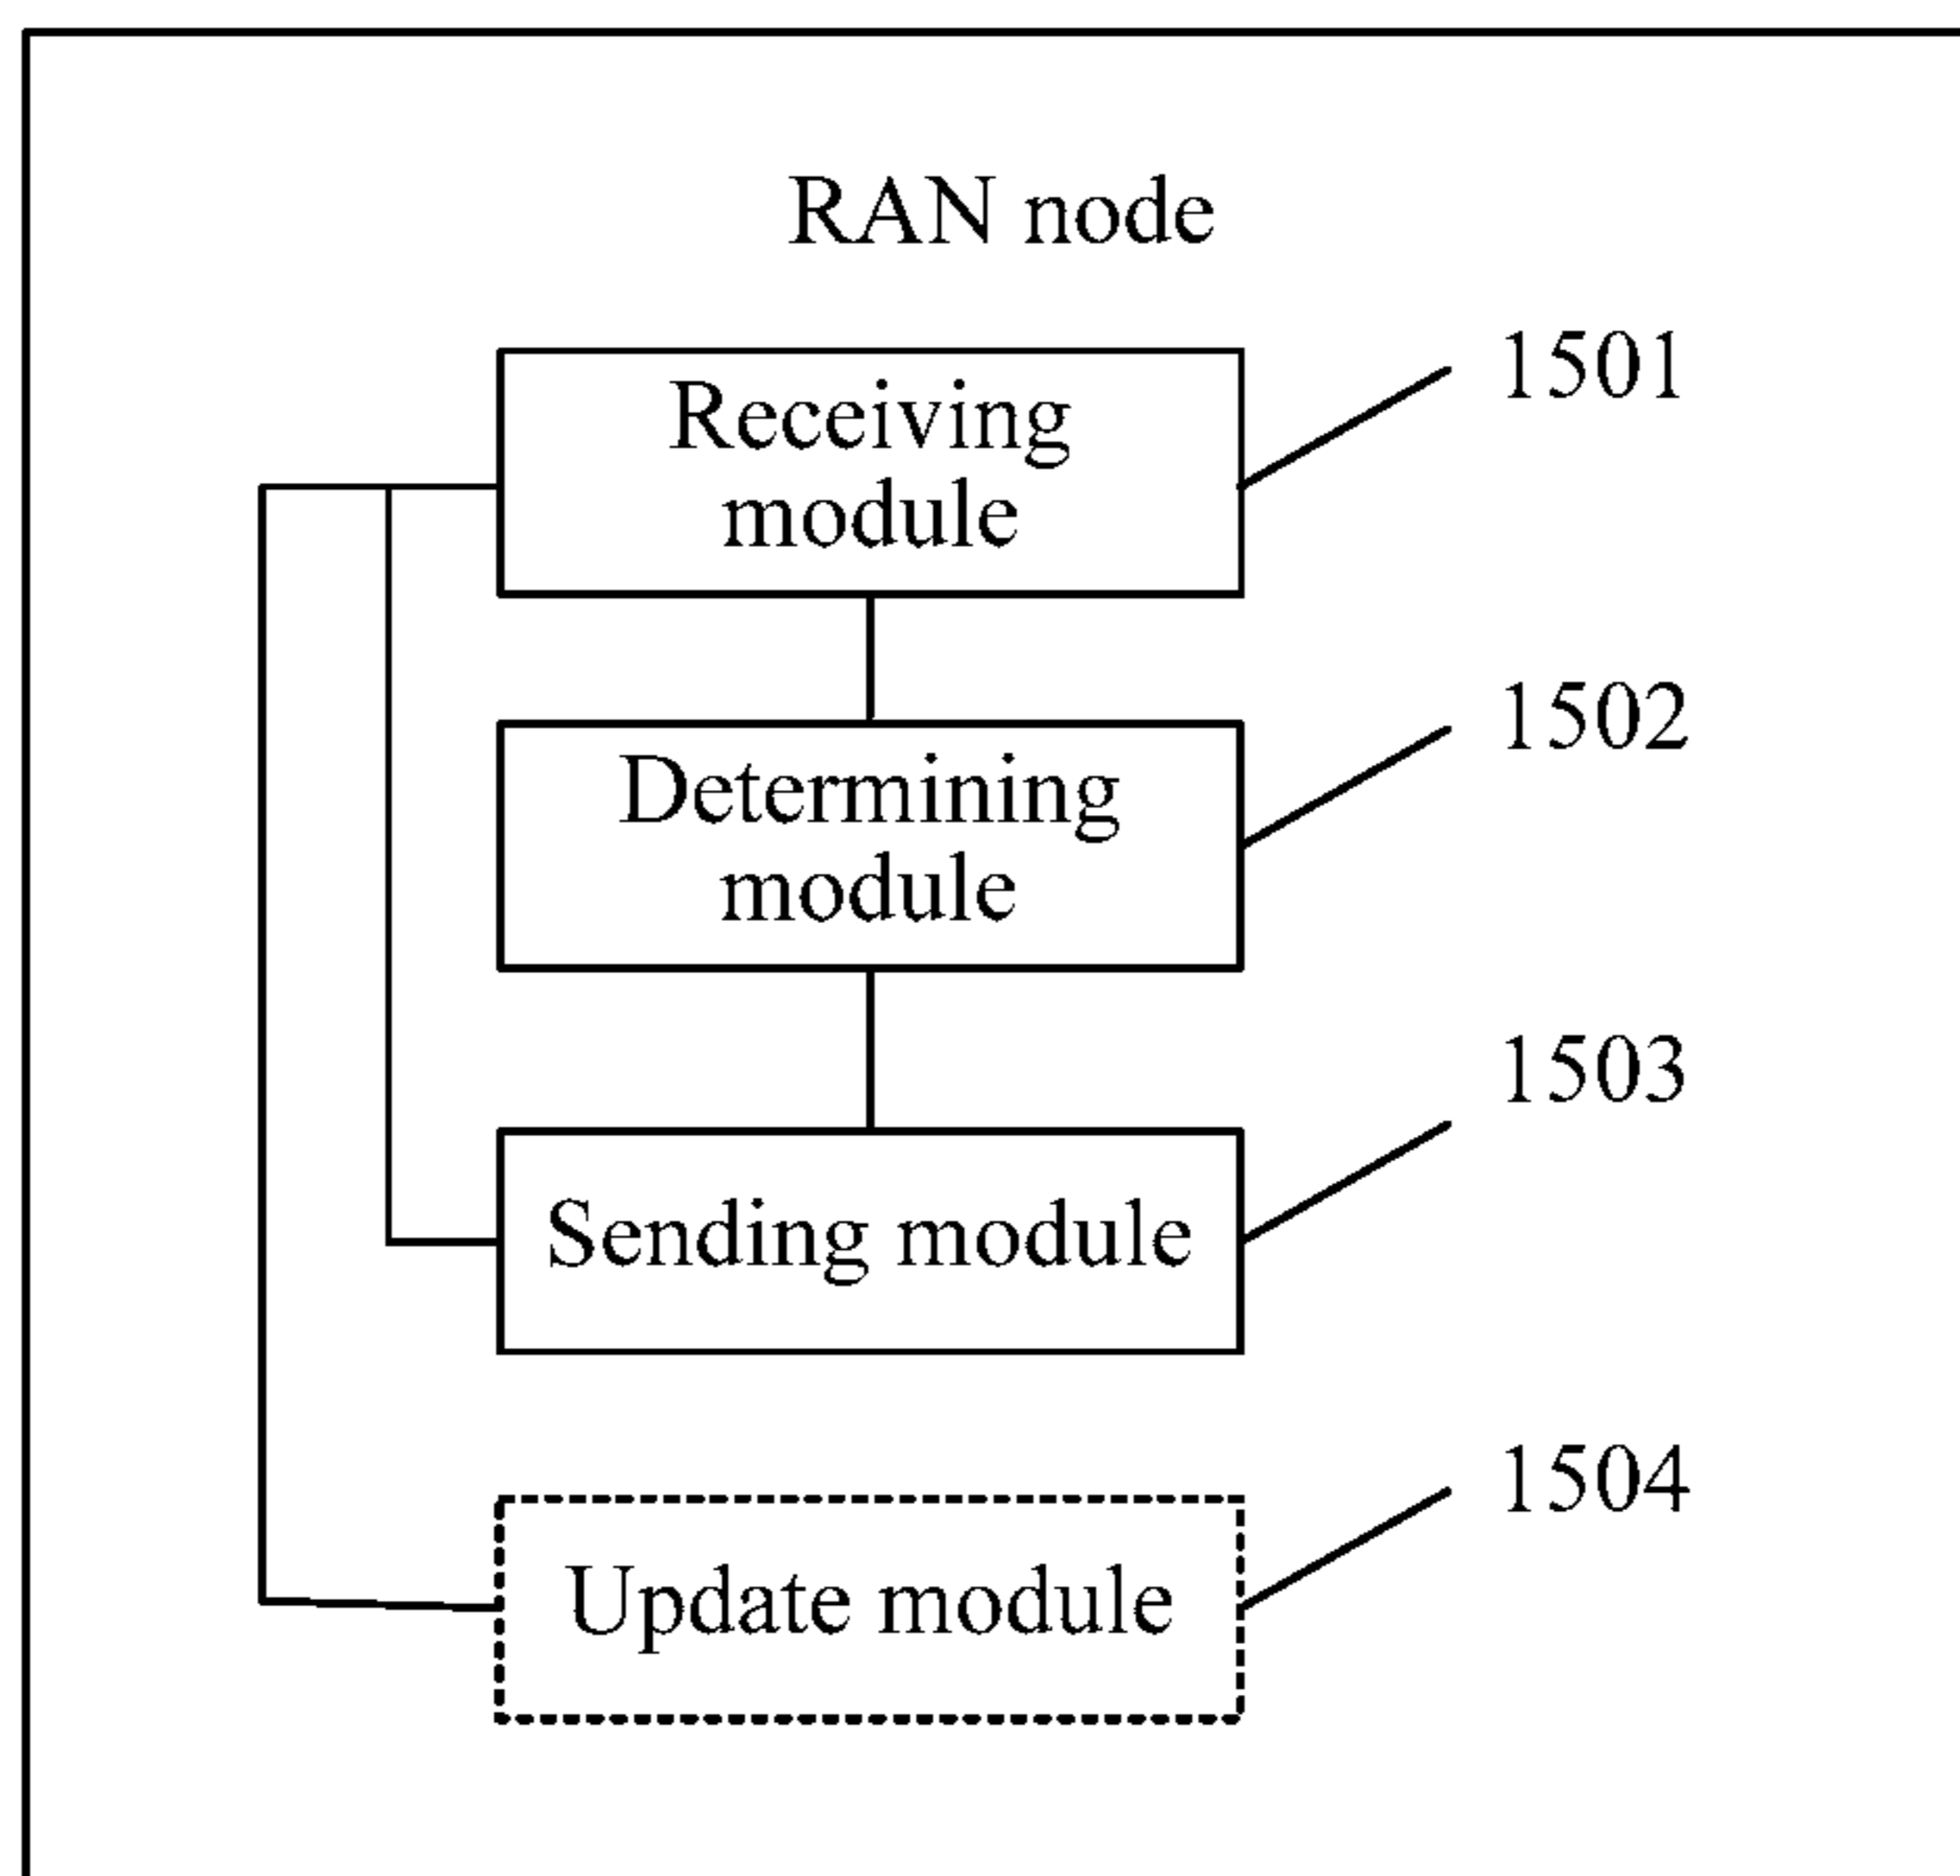 RAN node
Receiving
module
1501
Determining
module
1502
Sending module
1503
Update module
1504